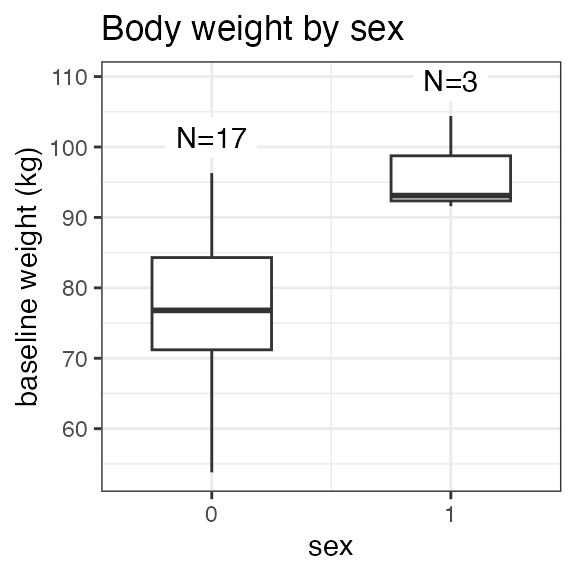 Body weight by sex
baseline weight (kg)
110
100
90
80
70
60
N=17
N=3
0
1
sex